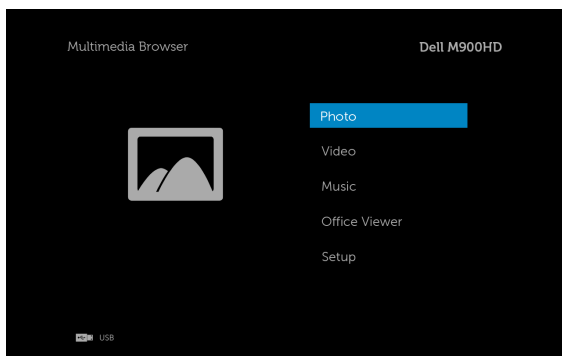 Multimedia Browser
Dell M900HD
Photo
Video
Music
Office Viewer
Setup
USB